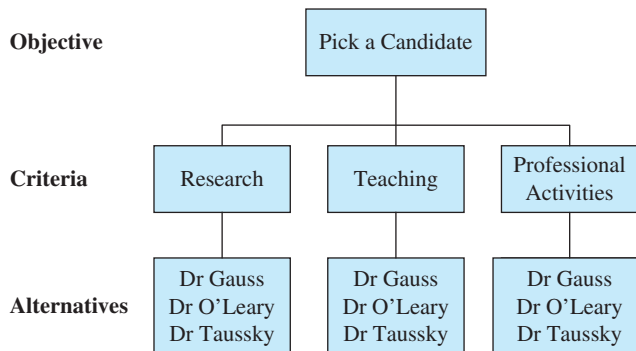 Objective
Pick a Candidate
Criteria
Research
Teaching
Professional
Activities
Alternatives
Dr Gauss
Dr O’Leary
Dr Taussky
Dr Gauss
Dr O’Leary
Dr Taussky
Dr Gauss
Dr O’Leary
Dr Taussky